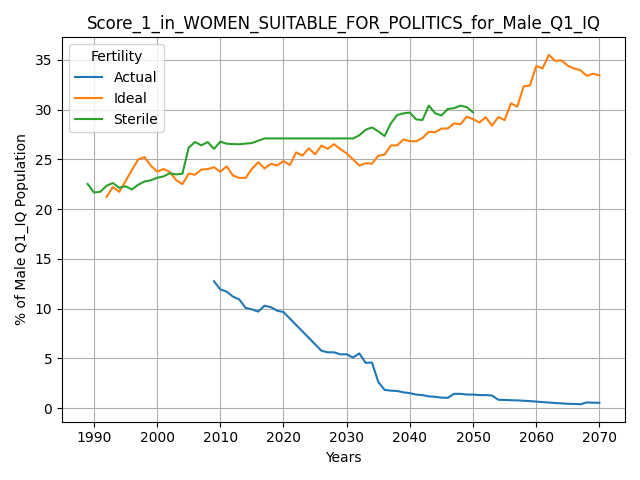 Score_1_in_WOMEN_SUITABLE_FOR_POLITICS_for_Male_Q1_IQ
Fertility
Actual
Ideal
Sterile
% of Male Q1_IQ Population
35
30
25
20
15
10
5
0
1990 2000 2010 2020 2030 2040 2050 2060 2070
Years